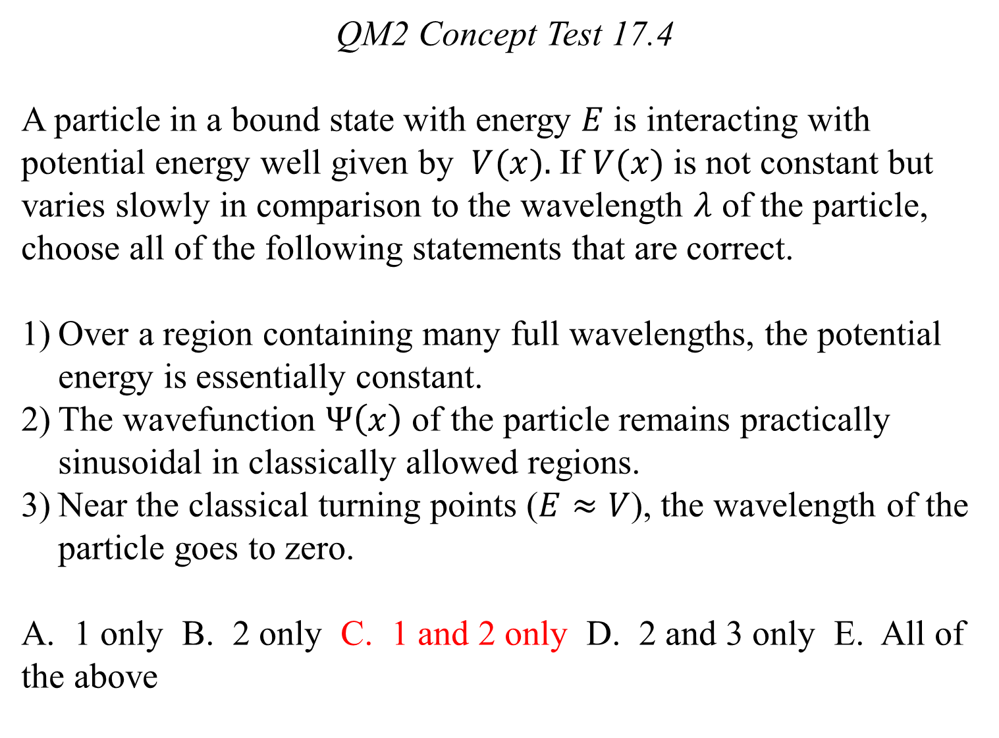 QM2 Concept Test 17.4
A particle in a bound state with energy E is interacting with
potential energy well given by V(x). If V(x) is not constant but
varies slowly in comparison to the wavelength λ of the particle,
choose all of the following statements that are correct.
1) Over a region containing many full wavelengths, the potential
energy is essentially constant.
2) The wavefunction Ψ(x) of the particle remains practically
sinusoidal in classically allowed regions.
3) Near the classical turning points (E ≈ V), the wavelength of the
particle goes to zero.
A. 1 only B. 2 only C. 1 and 2 only D. 2 and 3 only E. All of
the above